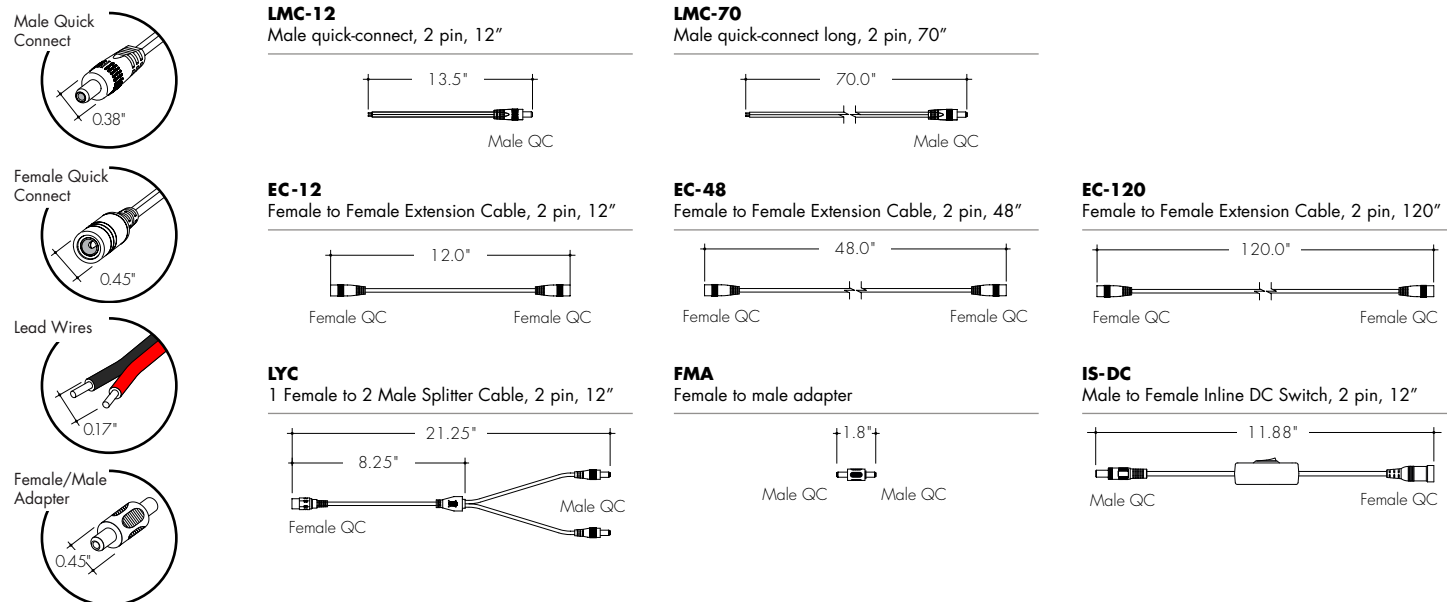 Male Quick
Connect
0.38"
Female Quick
Connect
0.45"
Lead Wires
0.17"
Female/Male
Adapter
0.45"
LMC-12
Male quick-connect, 2 pin, 12”
13.5"
Male QC
LMC-70
Male quick-connect long, 2 pin, 70”
70.0"
Male QC
EC-12
Female to Female Extension Cable, 2 pin, 12”
12.0"
Female QC Female QC
EC-48
Female to Female Extension Cable, 2 pin, 48”
48.0"
Female QC Female QC
EC-120
Female to Female Extension Cable, 2 pin, 120”
120.0"
Female QC Female QC
LYC
1 Female to 2 Male Splitter Cable, 2 pin, 12”
21.25"
8.25"
Male QC
Female QC
FMA
Female to male adapter
1.8"
Male QC Male QC
IS-DC
Male to Female Inline DC Switch, 2 pin, 12”
11.88"
Male QC Female QC